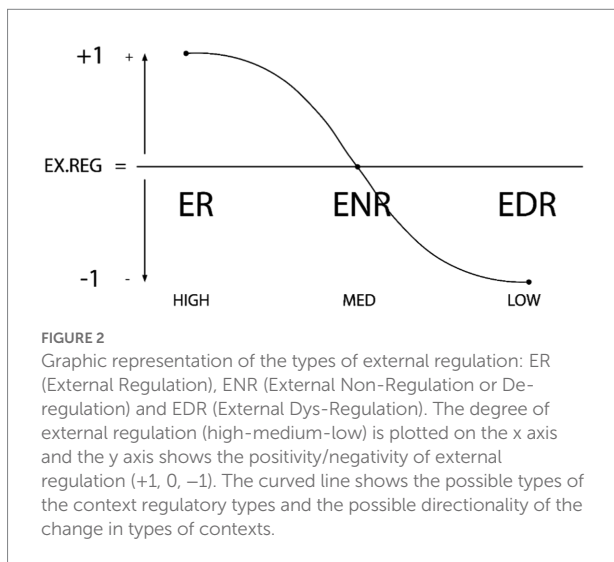 +1 +
EX.REG =
ER ENR EDR
-1 -
HIGH MED LOW
FIGURE 2
Graphic representation of the types of external regulation: ER
(External Regulation), ENR (External Non-Regulation or De-
regulation) and EDR (External Dys-Regulation). The degree of
external regulation (high-medium-low) is plotted on the x axis
and the y axis shows the positivity/negativity of external
regulation (+1, 0, −1). The curved line shows the possible types of
the context regulatory types and the possible directionality of the
change in types of contexts.